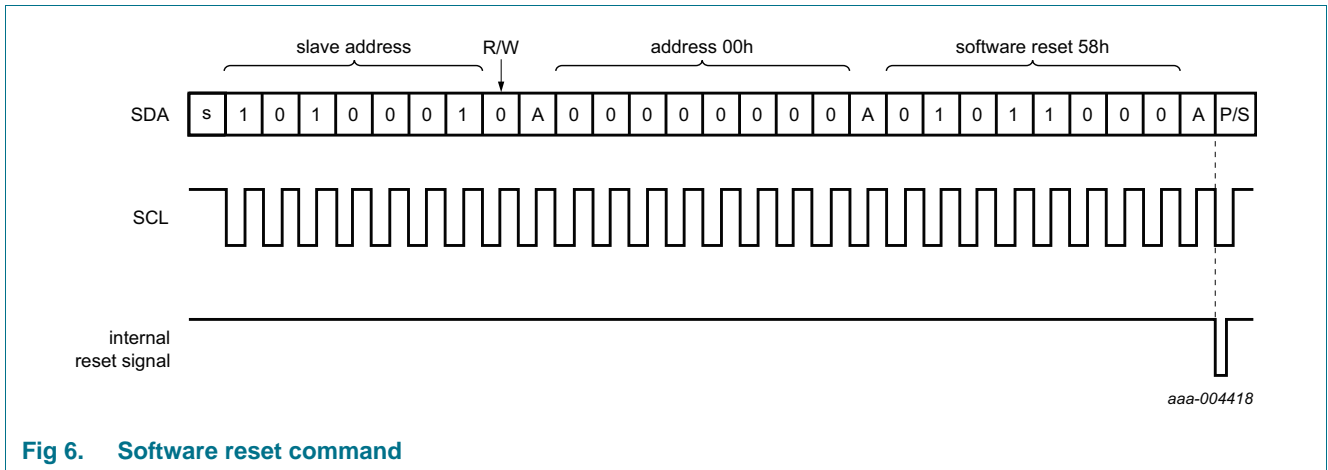 slave address R/W address 00h software reset 58h
SDA s 1 0 1 0 0 0 1 0 A 0 0 0 0 0 0 0 0 A 0 1 0 1 1 0 0 0 A P/S
SCL
internal
reset signal
aaa-004418
Fig 6. Software reset command